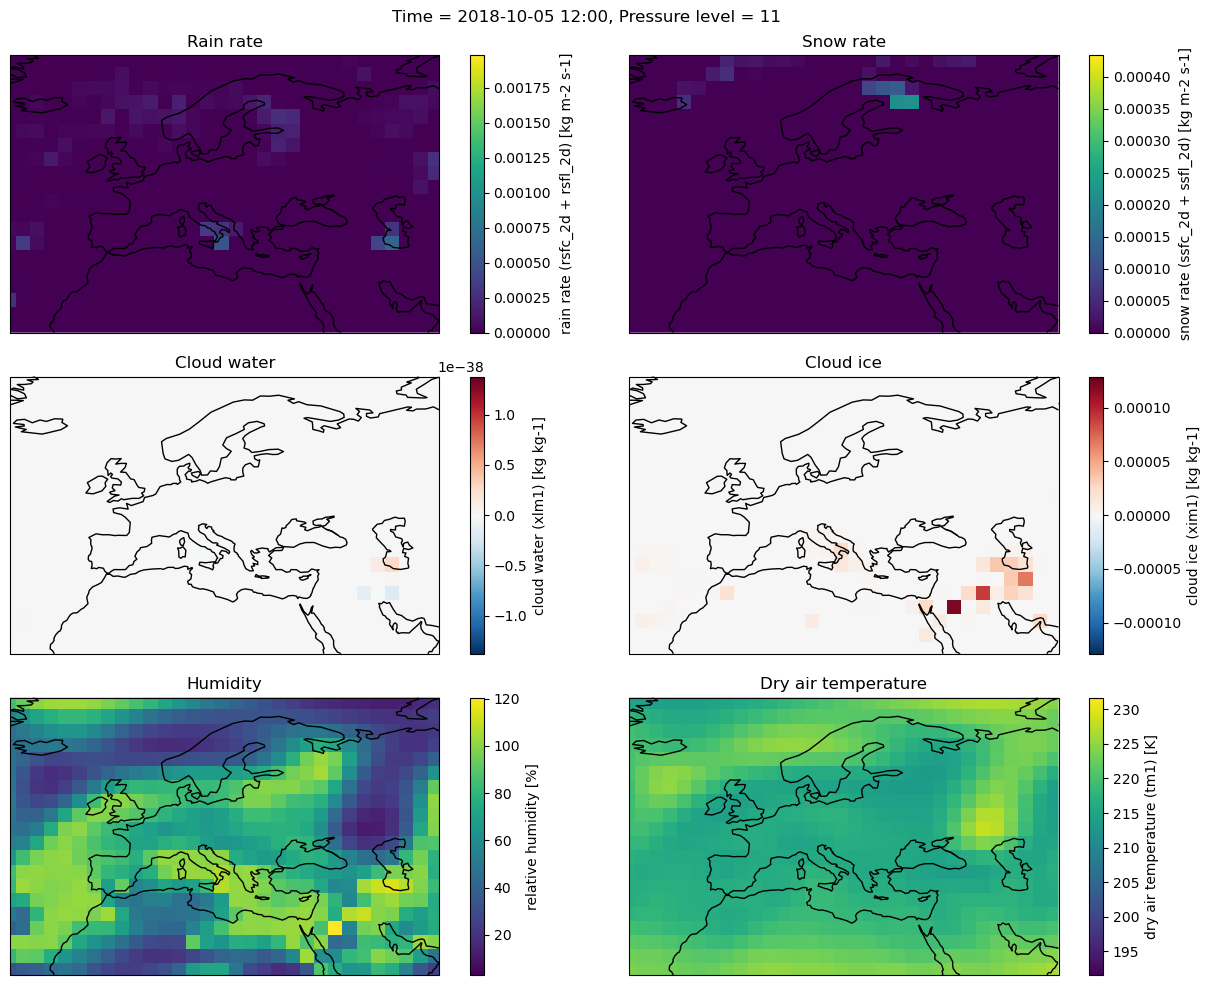 Time = 2018-10-05 12:00, Pressure level = 11
Rain rate
0.00175
0.00150
0.00125
0.00100
0.00075
0.00050
0.00025
0.00000
rain rate (rsfc_2d + rsfl_2d) [kg m-2 s-1]
Snow rate
0.00040
0.00035
0.00030
0.00025
0.00020
0.00015
0.00010
0.00005
0.00000
snow rate (ssfc_2d + ssfl_2d) [kg m-2 s-1]
Cloud water
1e−38
1.0
0.5
0.0
−0.5
−1.0
cloud water (xlm1) [kg kg-1]
Cloud ice
0.00010
0.00005
0.00000
−0.00005
−0.00010
cloud ice (xim1) [kg kg-1]
Humidity
120
100
80
60
40
20
relative humidity [%]
Dry air temperature
230
225
220
215
210
205
200
195
dry air temperature (tm1) [K]